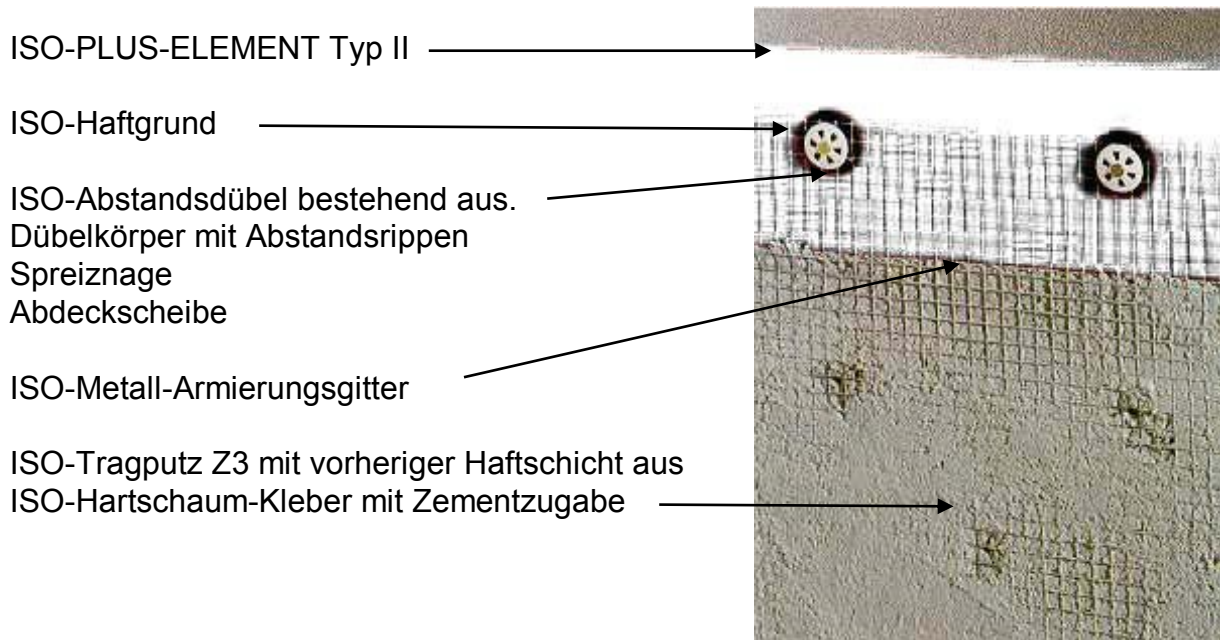 ISO-PLUS-ELEMENT Typ II
ISO-Haftgrund
ISO-Abstandsdübel bestehend aus.
Dübelkörper mit Abstandsrippen
Spreiznage
Abdeckscheibe
ISO-Metall-Armierungsgitter
ISO-Tragputz Z3 mit vorheriger Haftschicht aus
ISO-Hartschaum-Kleber mit Zementzugabe